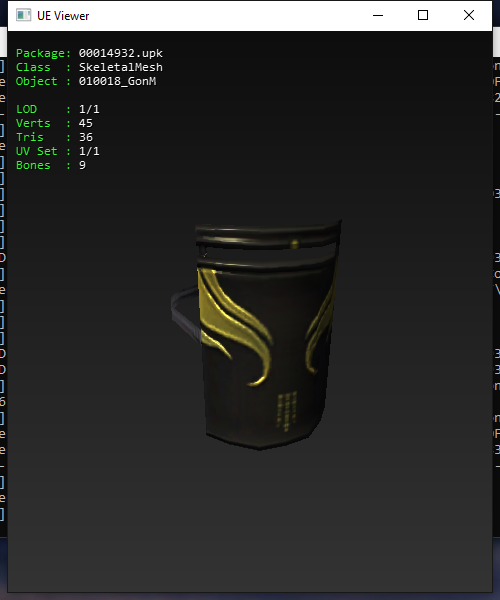 UE Viewer
Package: 00014932.upk
Class  : SkeletalMesh
Object : 010018_GonM
LOD    : 1/1
Verts  : 45
Tris   : 36
UV Set : 1/1
Bones  : 9